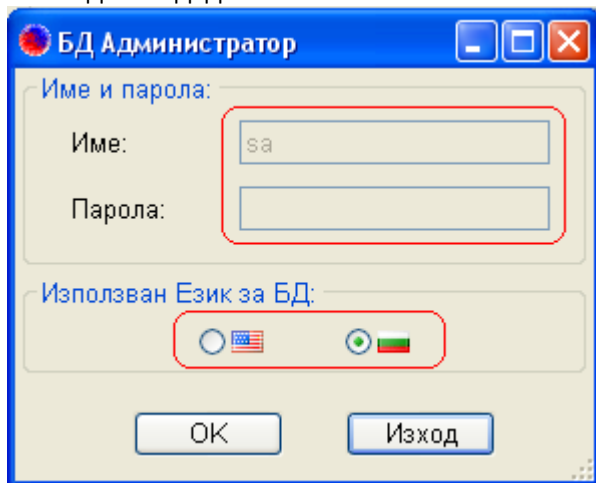 БД Администратор
Име и парола:
Име:
sa
Парола:
Използван Език за БД:
OK
Изход